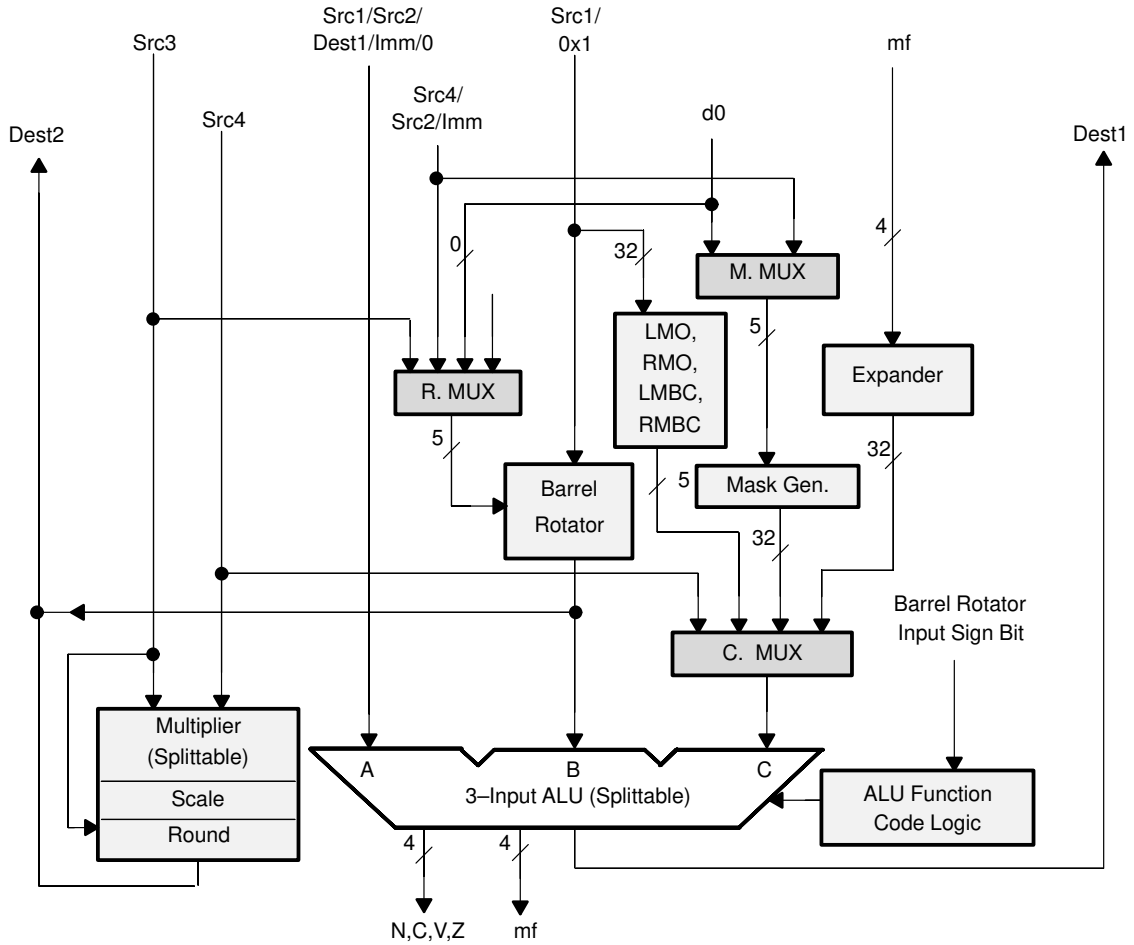 Src1/Src2/
Dest1/Imm/0
Src1/
0x1
Src3
mf
Src4/
Src2/Imm
d0
Src4
Dest2
Dest1
4
0
32
M. MUX
5
LMO,
RMO,
LMBC,
RMBC
Expander
R. MUX
5
32
5
Mask Gen.
Barrel
Rotator
32
Barrel Rotator
Input Sign Bit
C. MUX
Multiplier
(Splittable)
Scale
Round
A
B
C
3–Input ALU (Splittable)
ALU Function
Code Logic
4
4
N,C,V,Z
mf